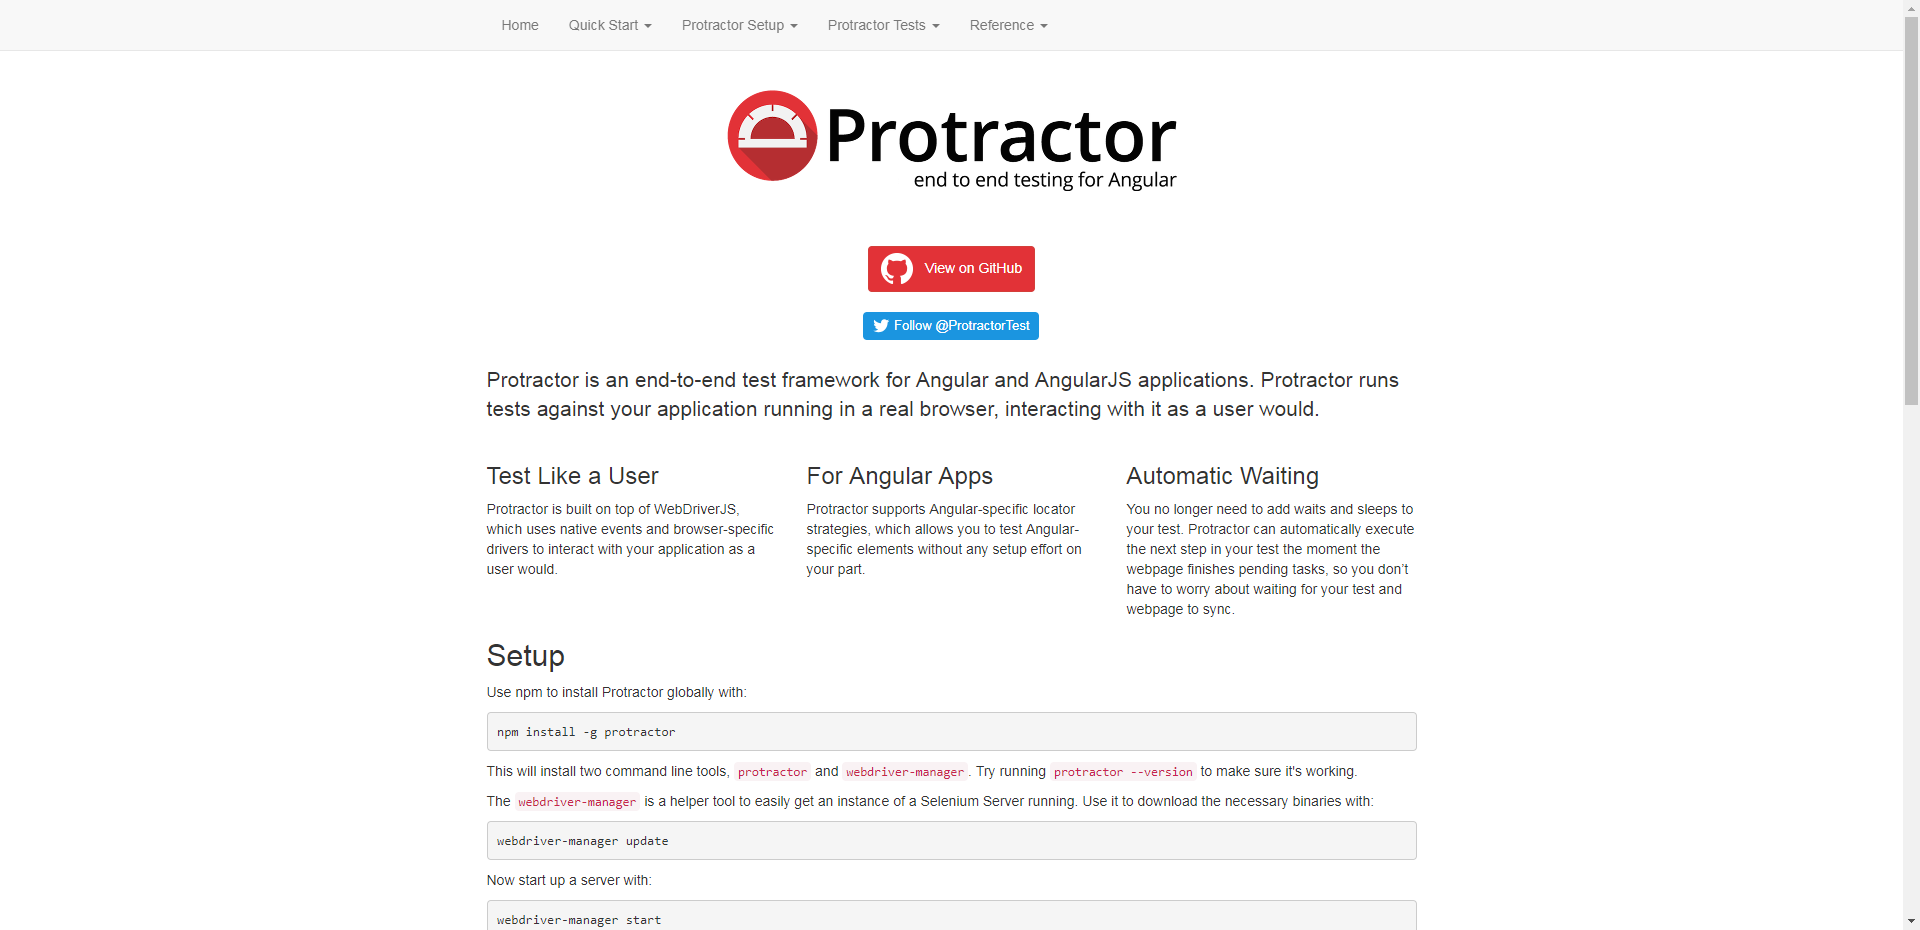 Home Quick Start Protractor Setup Protractor Tests Reference
Protractor
end to end testing for Angular
View on GitHub
Follow @ProtractorTest
Protractor is an end-to-end test framework for Angular and AngularJS applications. Protractor runs
tests against your application running in a real browser, interacting with it as a user would.
Test Like a User
Protractor is built on top of WebDriverJS,
which uses native events and browser-specific
drivers to interact with your application as a
user would.
For Angular Apps
Protractor supports Angular-specific locator
strategies, which allows you to test Angular-
specific elements without any setup effort on
your part.
Automatic Waiting
You no longer need to add waits and sleeps to
your test. Protractor can automatically execute
the next step in your test the moment the
webpage finishes pending tasks, so you don’t
have to worry about waiting for your test and
webpage to sync.
Setup
Use npm to install Protractor globally with:
npm install -g protractor
This will install two command line tools, protractor and webdriver-manager. Try running protractor --version to make sure it's working.
The webdriver-manager is a helper tool to easily get an instance of a Selenium Server running. Use it to download the necessary binaries with:
webdriver-manager update
Now start up a server with:
webdriver-manager start